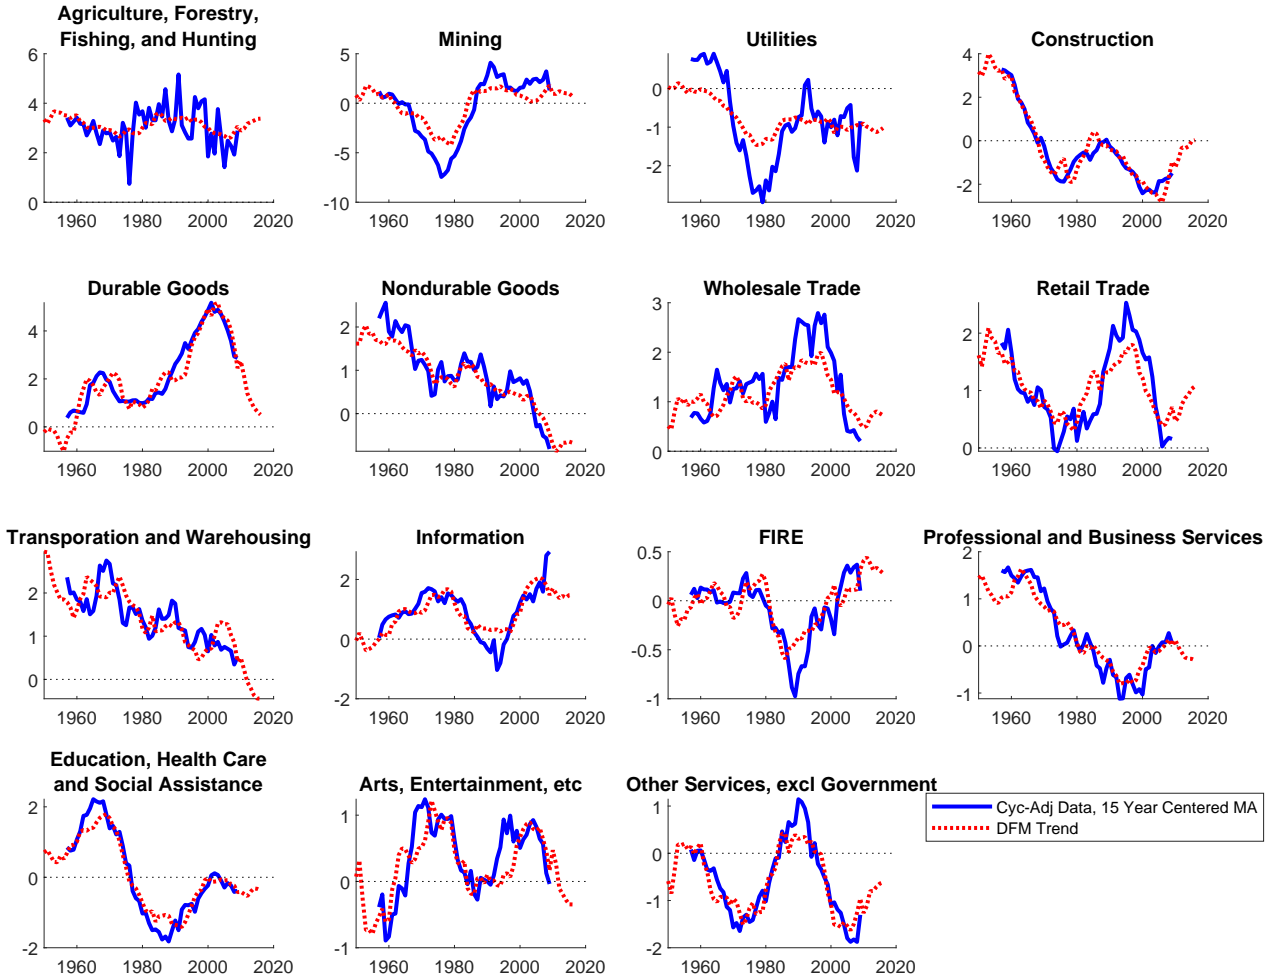 Agriculture, Forestry,
Fishing, and Hunting
6
4
2
0
1960 1980 2000 2020
Mining
5
0
-5
-10
1960 1980 2000 2020
Utilities
0
-1
-2
1960 1980 2000 2020
Construction
4
2
0
-2
1960 1980 2000 2020
Durable Goods
4
2
0
1960 1980 2000 2020
Nondurable Goods
2
1
0
1960 1980 2000 2020
Wholesale Trade
3
2
1
0
1960 1980 2000 2020
Retail Trade
2
1
0
1960 1980 2000 2020
Transporation and Warehousing
2
1
0
1960 1980 2000 2020
Information
2
0
-2
1960 1980 2000 2020
FIRE
0.5
0
-0.5
-1
1960 1980 2000 2020
Professional and Business Services
2
1
0
-1
1960 1980 2000 2020
Education, Health Care
and Social Assistance
2
0
-2
1960 1980 2000 2020
Arts, Entertainment, etc
1
0
-1
1960 1980 2000 2020
Other Services, excl Government
1
0
-1
-2
1960 1980 2000 2020
Cyc-Adj Data, 15 Year Centered MA
DFM Trend